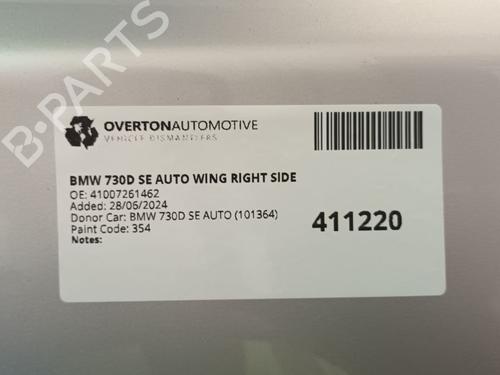 B-PARTS
OVERTONAUTOMOTIVE
VEHICLE DISMANTLERS
BMW 730D SE AUTO WING RIGHT SIDE
OE: 41007261462
Added: 28/06/2024
Donor Car: BMW 730D SE AUTO (101364)
Paint Code: 354
Notes:
411220